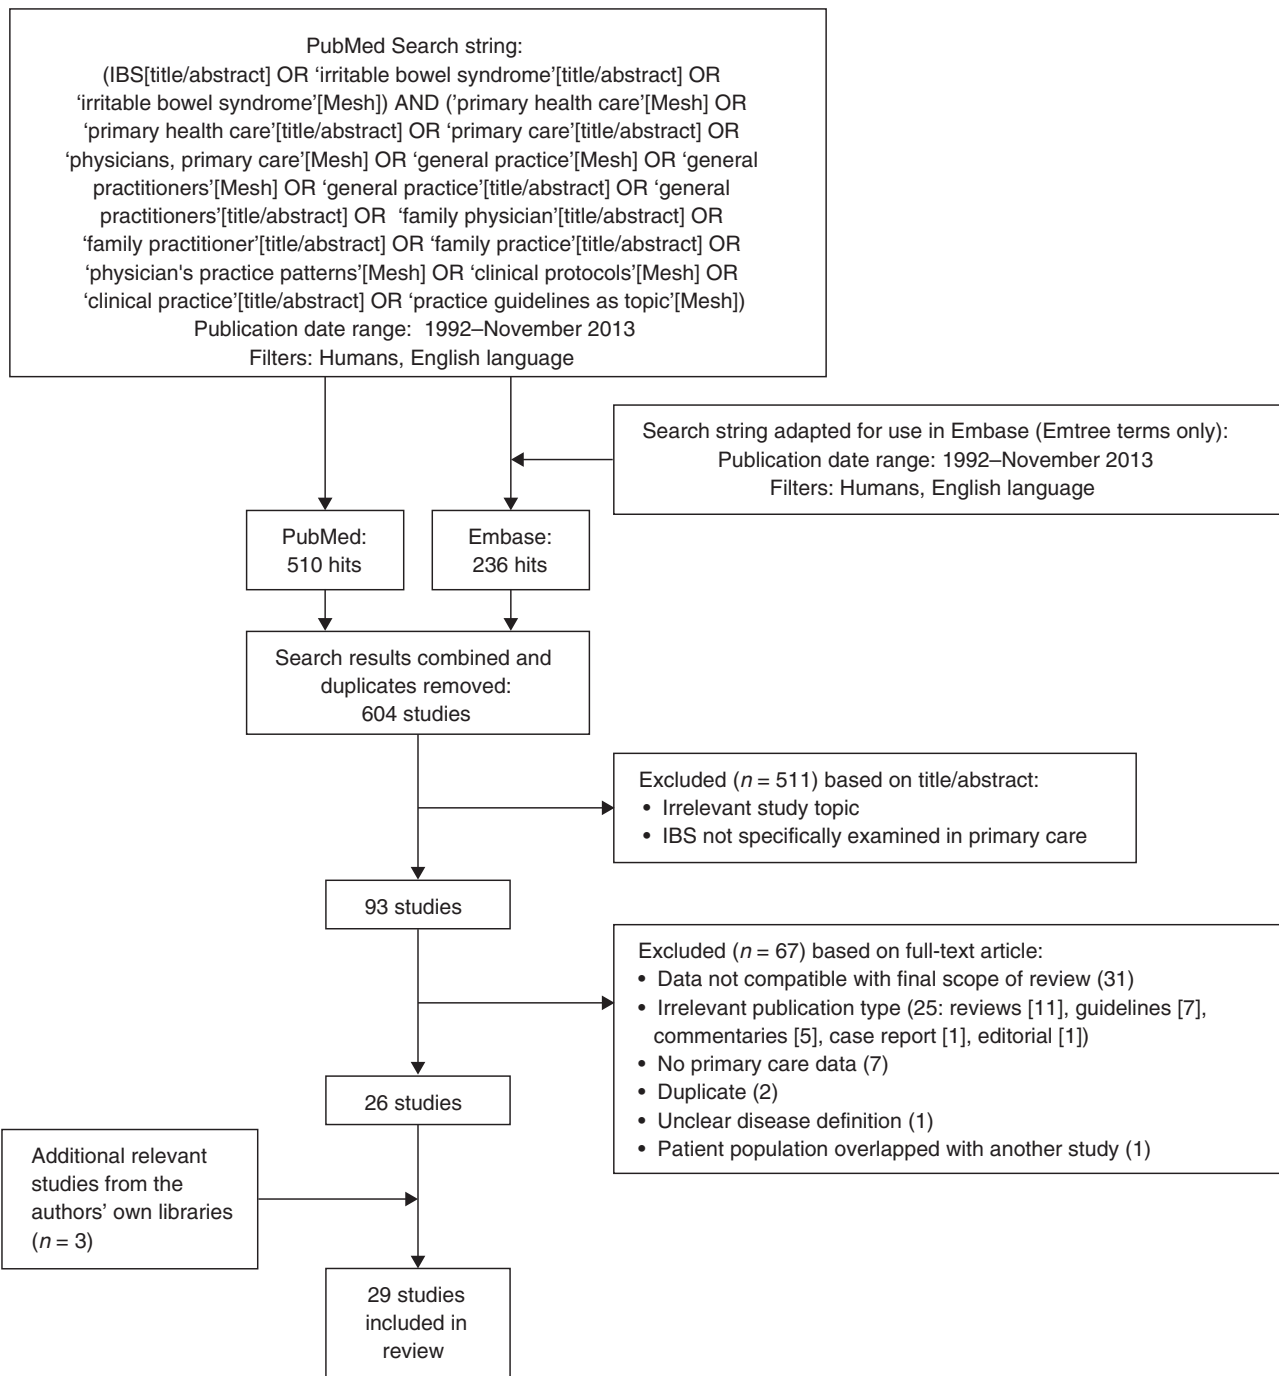 PubMed Search string:
(IBS[title/abstract] OR ‘irritable bowel syndrome’[title/abstract] OR
‘irritable bowel syndrome’[Mesh]) AND (’primary health care’[Mesh] OR
‘primary health care’[title/abstract] OR ‘primary care’[title/abstract] OR
‘physicians, primary care’[Mesh] OR ‘general practice’[Mesh] OR ‘general
practitioners’[Mesh] OR ‘general practice’[title/abstract] OR ‘general
practitioners’[title/abstract] OR ‘family physician’[title/abstract] OR
‘family practitioner’[title/abstract] OR ‘family practice’[title/abstract] OR
‘physician's practice patterns’[Mesh] OR ‘clinical protocols’[Mesh] OR
‘clinical practice’[title/abstract] OR ‘practice guidelines as topic’[Mesh])
Publication date range: 1992–November 2013
Filters: Humans, English language
Search string adapted for use in Embase (Emtree terms only):
Publication date range: 1992–November 2013
Filters: Humans, English language
PubMed:
510 hits
Embase:
236 hits
Search results combined and
duplicates removed:
604 studies
Excluded (n = 511) based on title/abstract:
• Irrelevant study topic
• IBS not specifically examined in primary care
93 studies
Excluded (n = 67) based on full-text article:
• Data not compatible with final scope of review (31)
• Irrelevant publication type (25: reviews [11], guidelines [7],
commentaries [5], case report [1], editorial [1])
• No primary care data (7)
• Duplicate (2)
• Unclear disease definition (1)
• Patient population overlapped with another study (1)
26 studies
Additional relevant
studies from the
authors’ own libraries
(n = 3)
29 studies
included in
review